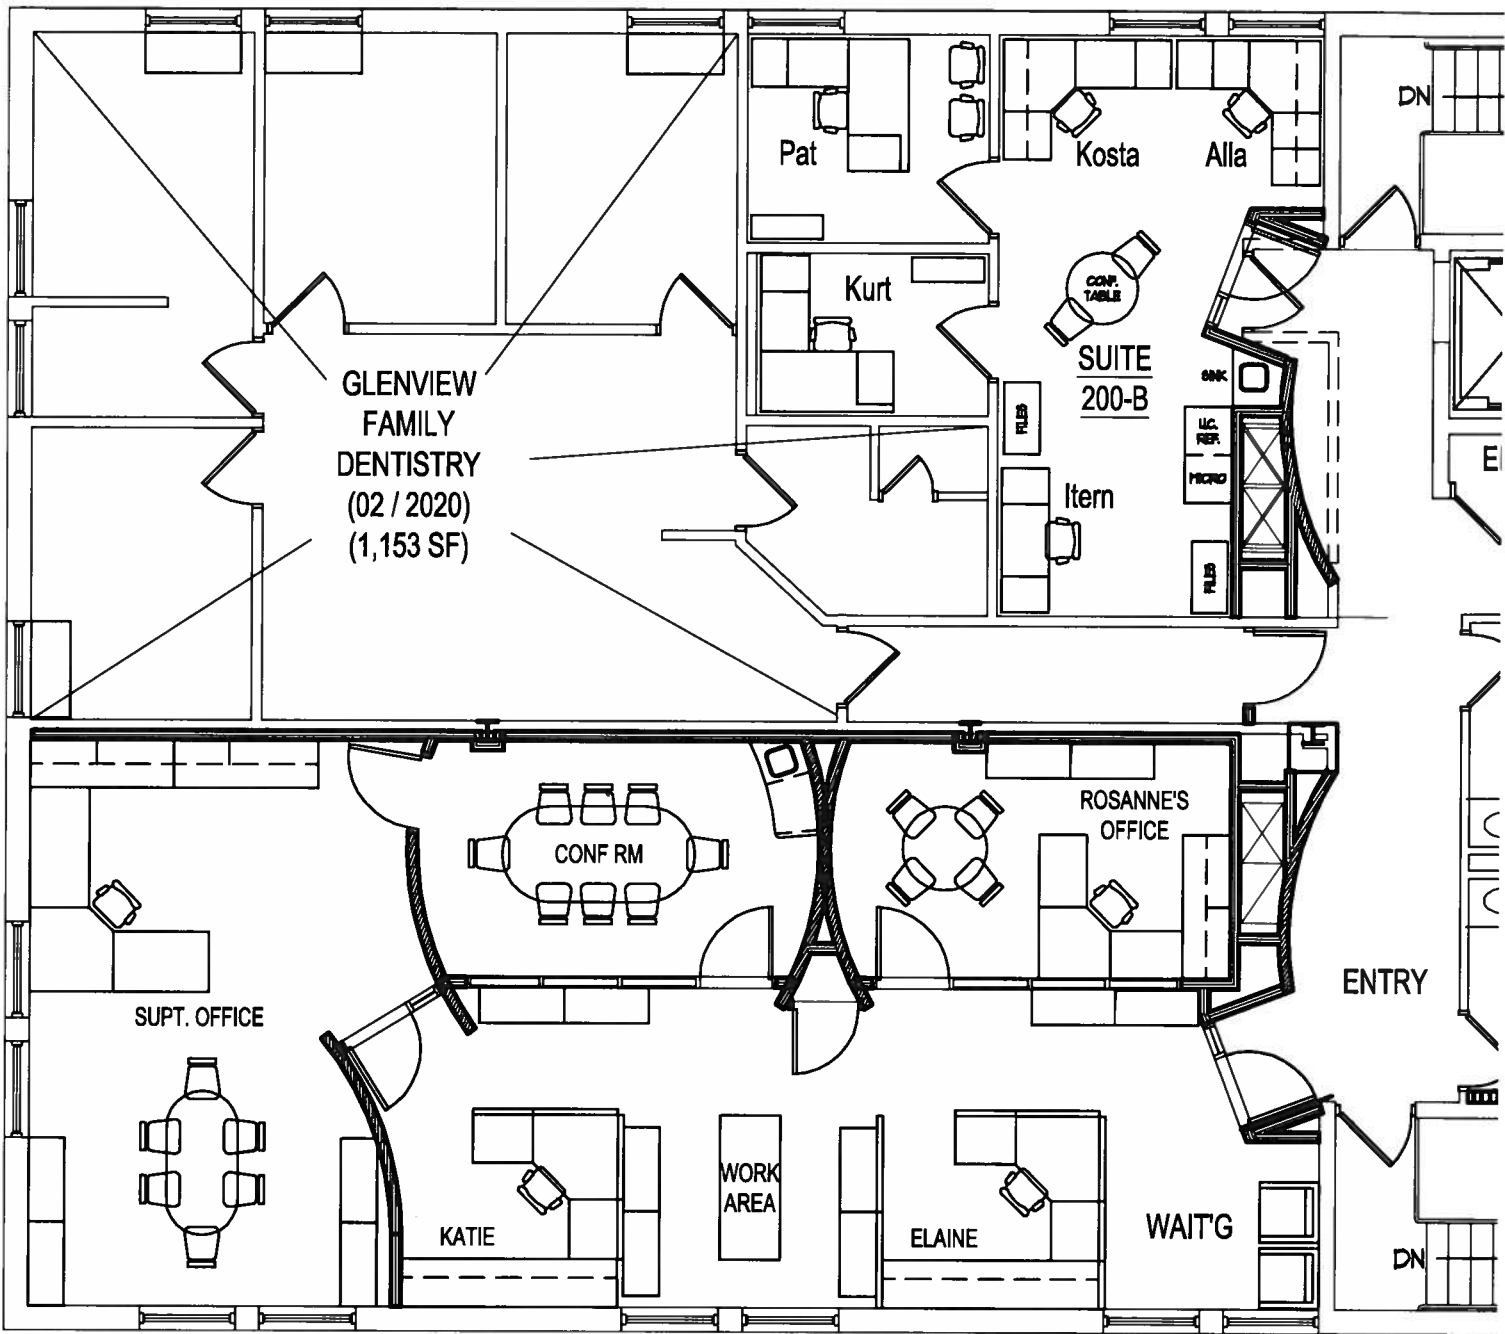 DN
Pat
Kosta
Alla
Kurt
CONF.
TABLE
GLENVIEW
FAMILY
DENTISTRY
(02 / 2020)
(1,153 SF)
SUITE
200-B
SINK
FILES
U.C.
REF.
MICRO
Itern
FILES
ROSANNE'S
OFFICE
CONF RM
ENTRY
SUPT. OFFICE
WORK
AREA
KATIE
ELAINE
WAIT'G
DN